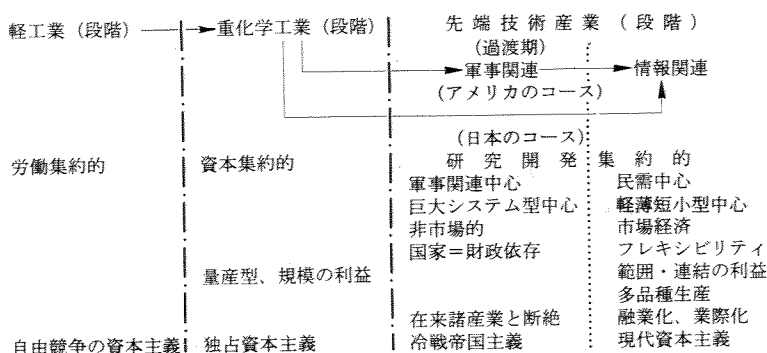 軽工業（段階） 重化学工業（段階） 先端技術産業（段階）
（過渡期）
軍事関連 情報関連
（アメリカのコース）
（日本のコース）
労働集約的 資本集約的 研究開発集約的
軍事関連中心 民需中心
巨大システム型中心 軽薄短小型中心
非市場的 市場経済
国家＝財政依存 フレキシビリティ
量産型、規模の利益 範囲・連結の利益
多品種生産
在来諸産業と断絶 融業化、業際化
自由競争の資本主義 独占資本主義 冷戦帝国主義 現代資本主義